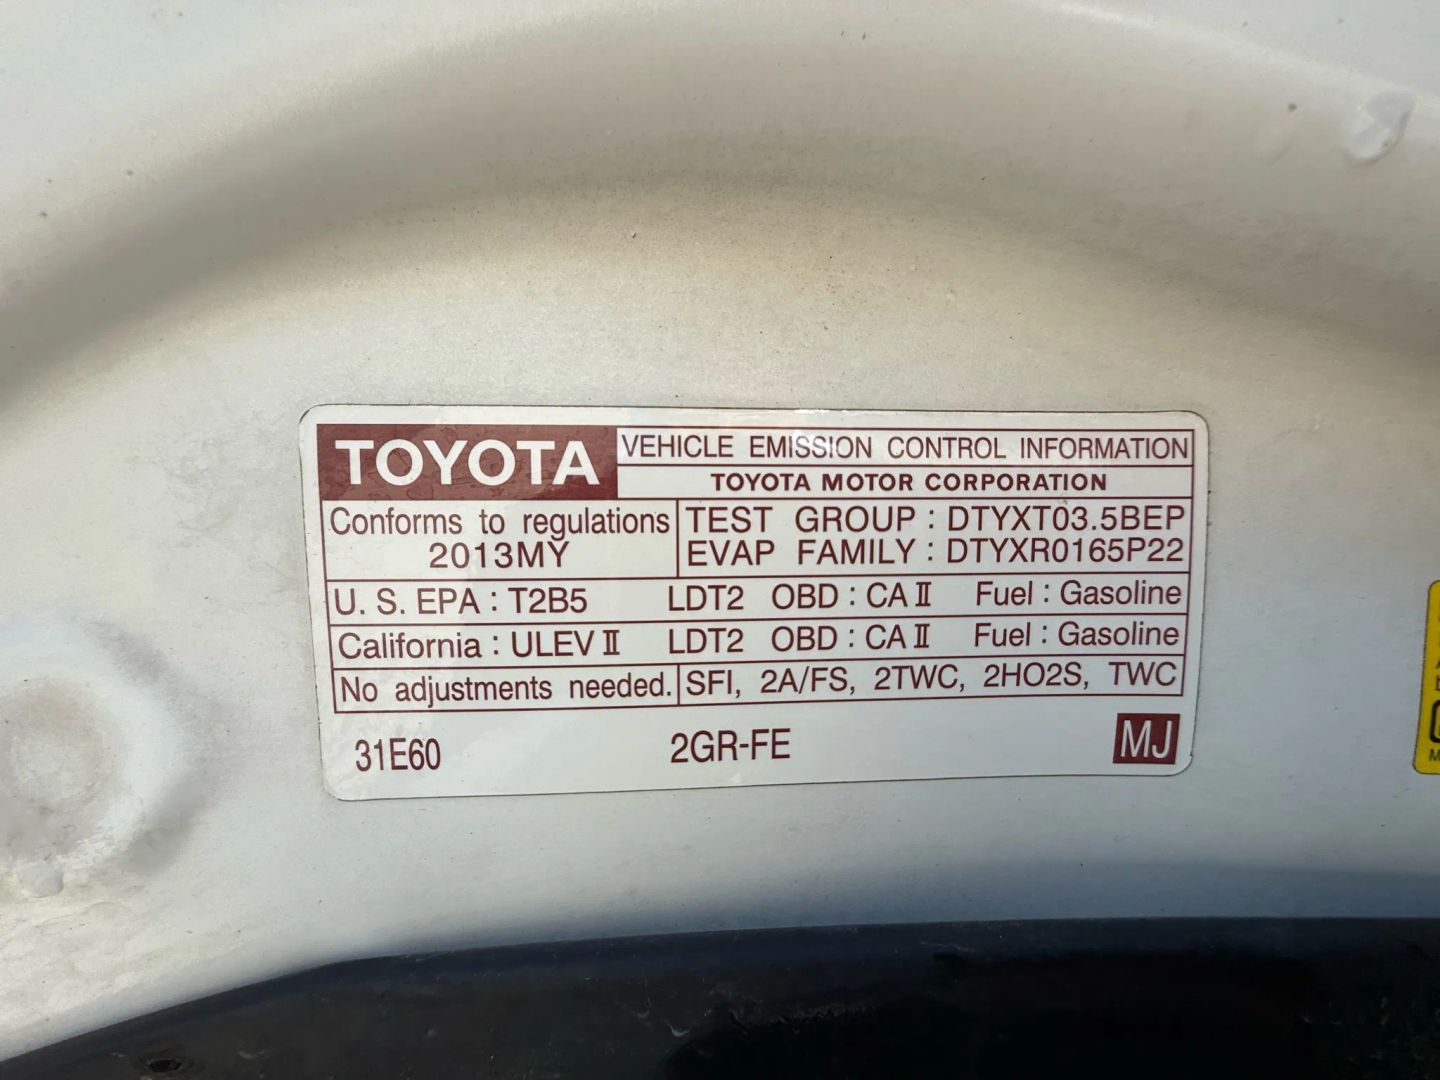 TOYOTA VEHICLE EMISSION CONTROL INFORMATION
TOYOTA MOTOR CORPORATION
Conforms to regulations
2013MY
TEST GROUP : DTYXT03.5BEP
EVAP FAMILY : DTYXR0165P22
U. S. EPA : T2B5 LDT2 OBD : CA II Fuel : Gasoline
California : ULEV II LDT2 OBD : CA II Fuel : Gasoline
No adjustments needed. SFI, 2A/FS, 2TWC, 2HO2S, TWC
31E60 2GR-FE MJ